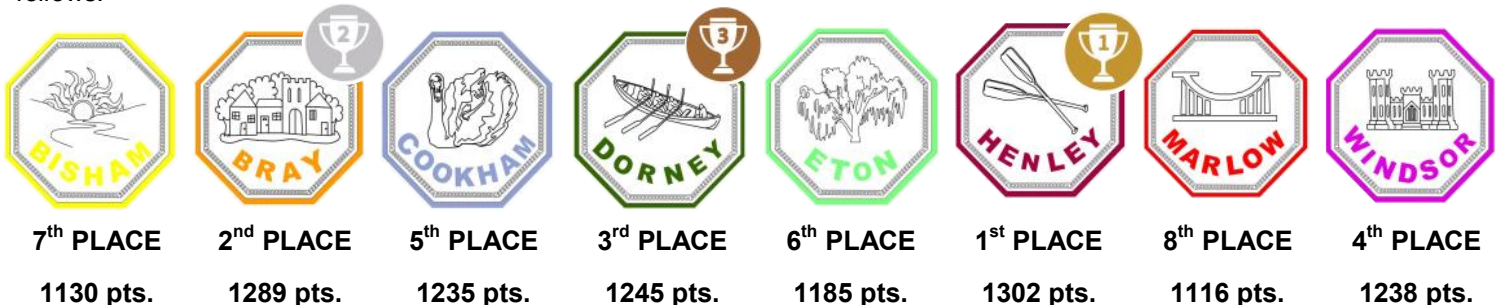 2
3
1
BISHAM
BRAY
COOKHAM
DORNEY
ETON
HENLEY
MARLOW
WINDSOR
7th PLACE 2nd PLACE 5th PLACE 3rd PLACE 6th PLACE 1st PLACE 8th PLACE 4th PLACE
1130 pts. 1289 pts. 1235 pts. 1245 pts. 1185 pts. 1302 pts. 1116 pts. 1238 pts.